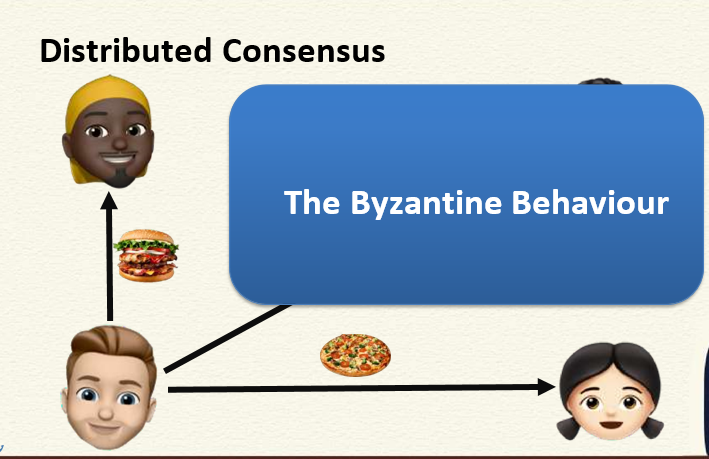 Distributed Consensus
The Byzantine Behaviour